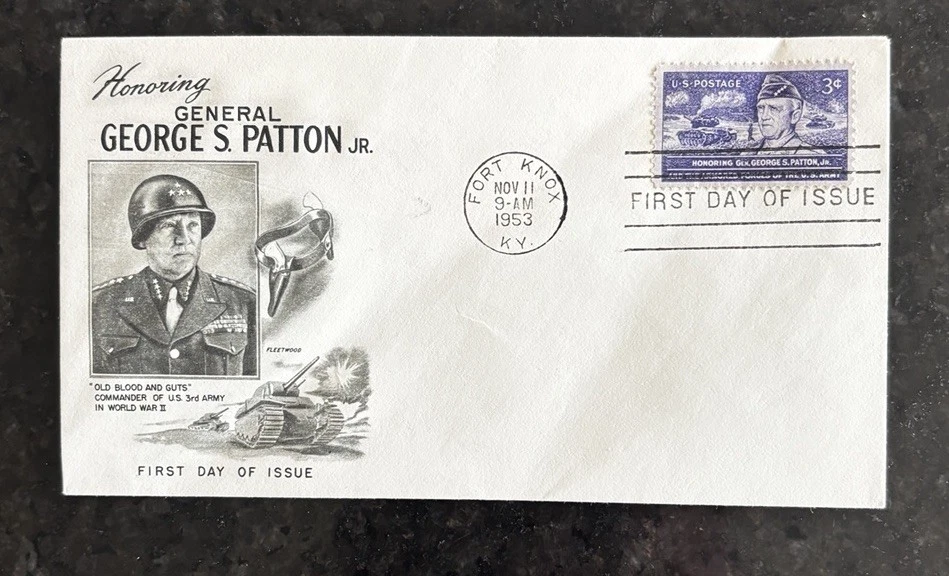 Honoring
GENERAL
GEORGE S. PATTON JR.
FLEETWOOD
"OLD BLOOD AND GUTS"
COMMANDER OF U.S. 3rd ARMY
IN WORLD WAR II
FIRST DAY OF ISSUE
FORT KNOX
NOV 11
9-AM
1953
KY.
U·S·POSTAGE 3¢
HONORING GEN. GEORGE S. PATTON, JR.
AND THE ARMORED FORCES OF THE U.S. ARMY
FIRST DAY OF ISSUE